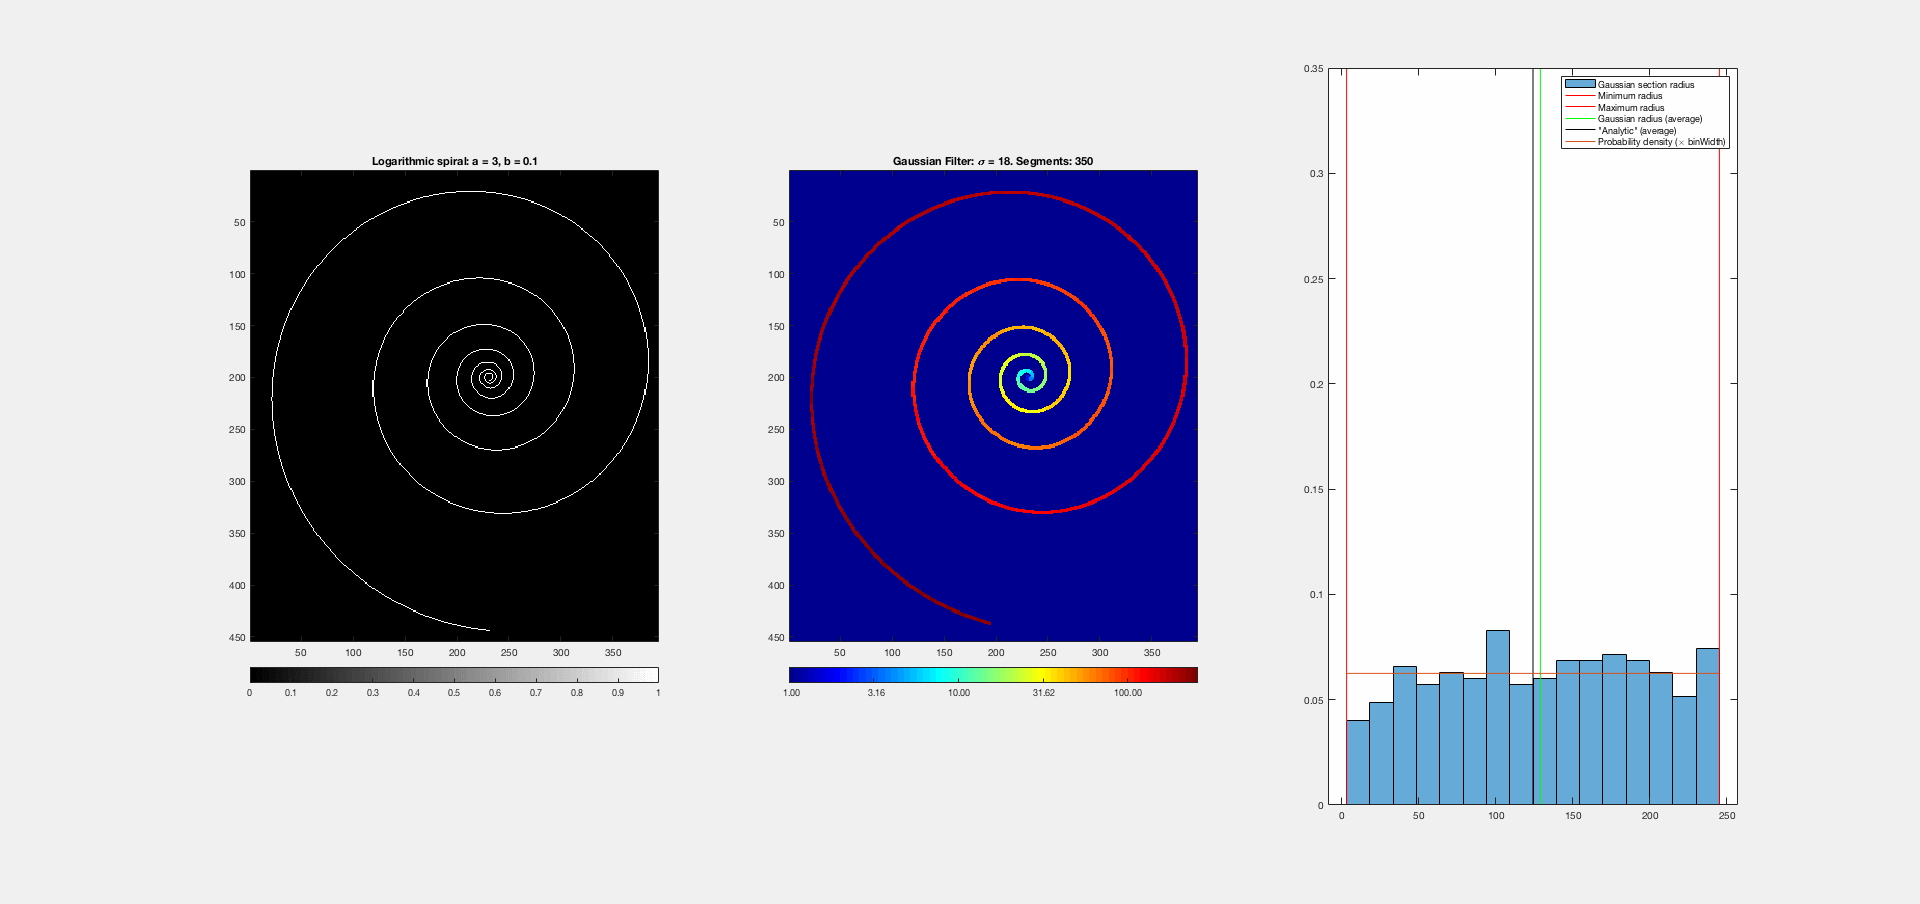 Logarithmic spiral: a = 3, b = 0.1
50
100
150
200
250
300
350
400
450
50 100 150 200 250 300 350
0 0.1 0.2 0.3 0.4 0.5 0.6 0.7 0.8 0.9 1
Gaussian Filter: σ = 18. Segments: 350
50
100
150
200
250
300
350
400
450
50 100 150 200 250 300 350
1.00 3.16 10.00 31.62 100.00
0.35
0.3
0.25
0.2
0.15
0.1
0.05
0
0 50 100 150 200 250
Gaussian section radius
Minimum radius
Maximum radius
Gaussian radius (average)
"Analytic" (average)
Probability density (× binWidth)